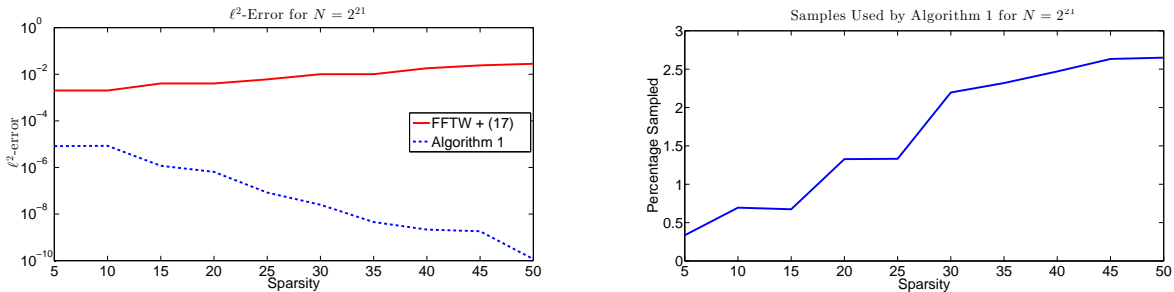 ℓ²-Error for N = 2²¹
10⁰
10⁻²
10⁻⁴
10⁻⁶
10⁻⁸
10⁻¹⁰
ℓ²-error
FFTW + (17)
Algorithm 1
5 10 15 20 25 30 35 40 45 50
Sparsity
Samples Used by Algorithm 1 for N = 2²¹
3
2.5
2
1.5
1
0.5
0
Percentage Sampled
5 10 15 20 25 30 35 40 45 50
Sparsity